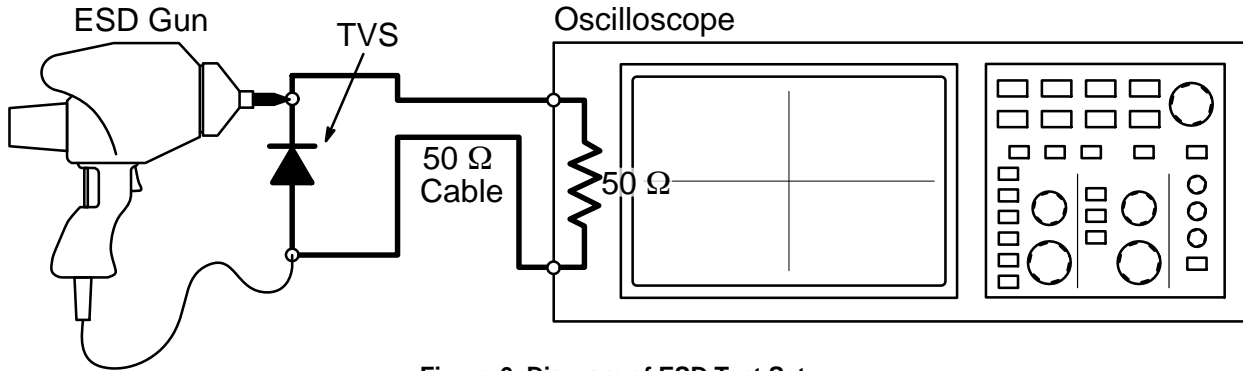 ESD Gun
TVS
Oscilloscope
50 Ω
Cable
50 Ω